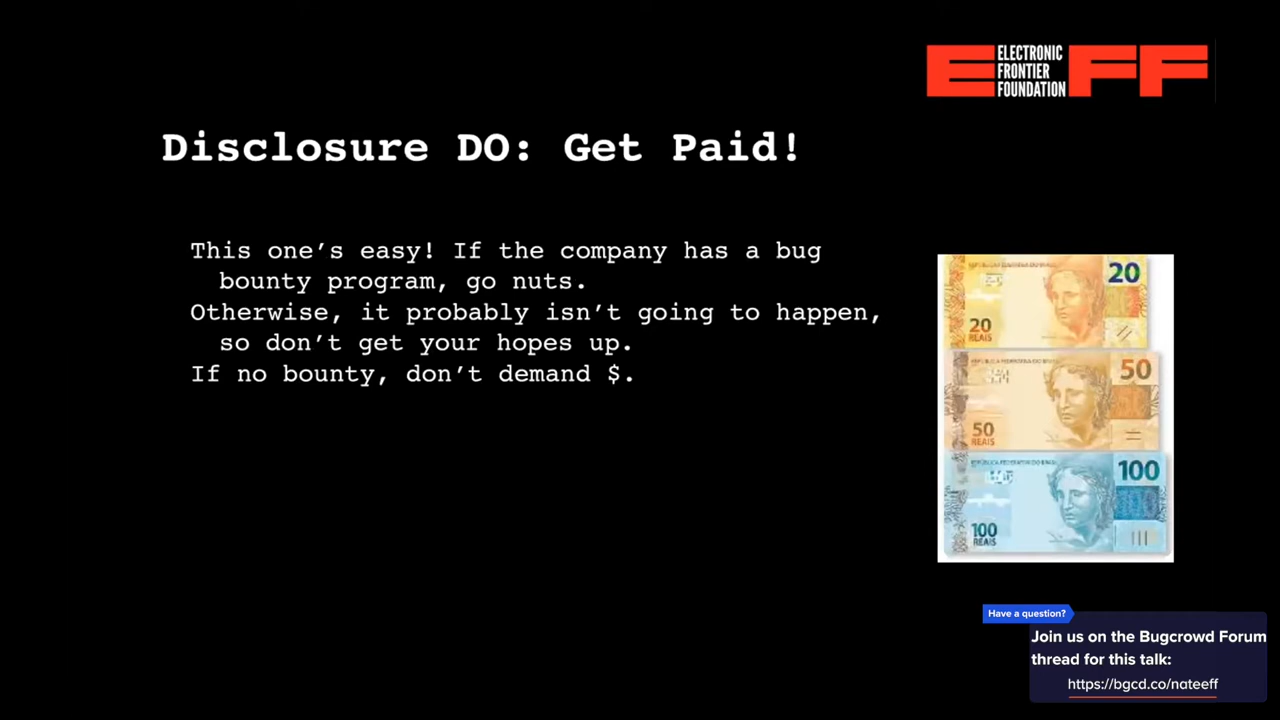 ELECTRONIC
FRONTIER
FOUNDATION
EFF
Disclosure DO: Get Paid!
This one’s easy! If the company has a bug
bounty program, go nuts.
Otherwise, it probably isn’t going to happen,
so don’t get your hopes up.
If no bounty, don’t demand $.
20
20
REAIS
50
50
REAIS
100
100
REAIS
Have a question?
Join us on the Bugcrowd Forum
thread for this talk:
https://bgcd.co/nateeff